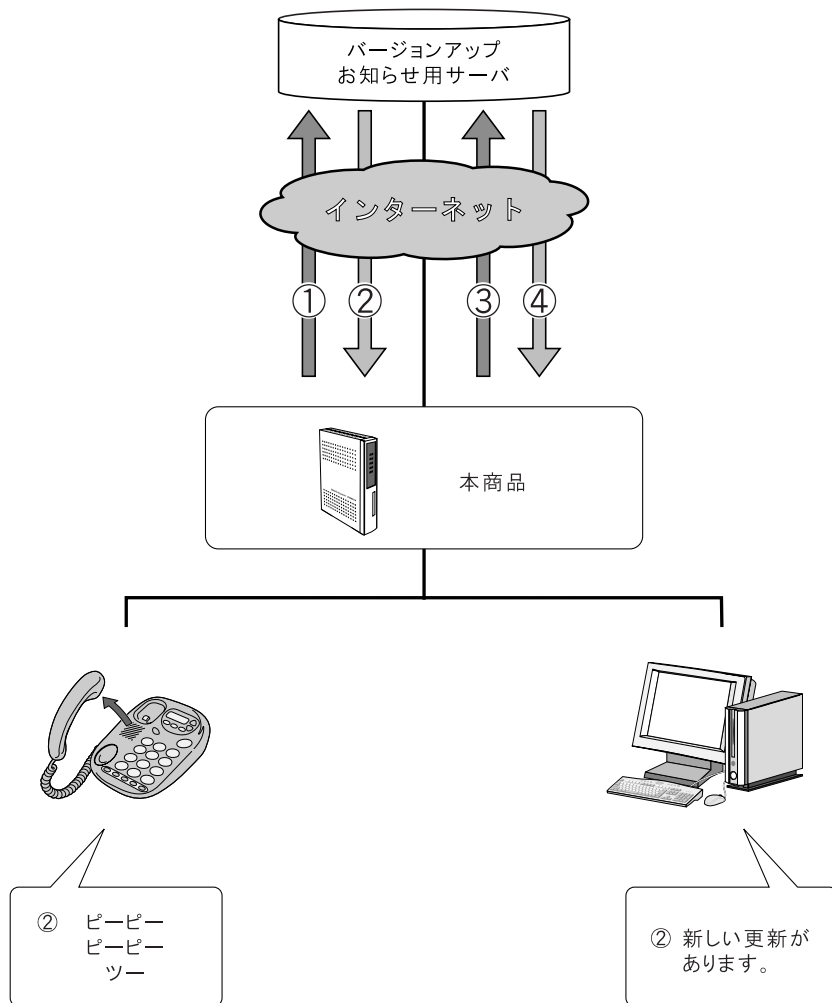 バージョンアップ
お知らせ用サーバ
インターネット
① ② ③ ④
本商品
② ピーピー
ピーピー
ツー
② 新しい更新が
あります。